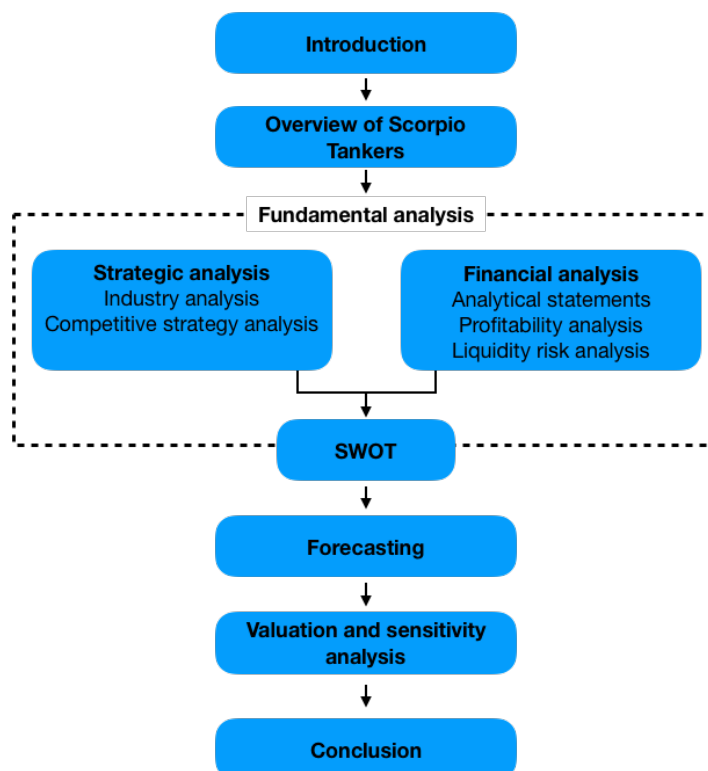 Introduction
Overview of Scorpio
Tankers
Fundamental analysis
Strategic analysis
Industry analysis
Competitive strategy analysis
Financial analysis
Analytical statements
Profitability analysis
Liquidity risk analysis
SWOT
Forecasting
Valuation and sensitivity
analysis
Conclusion